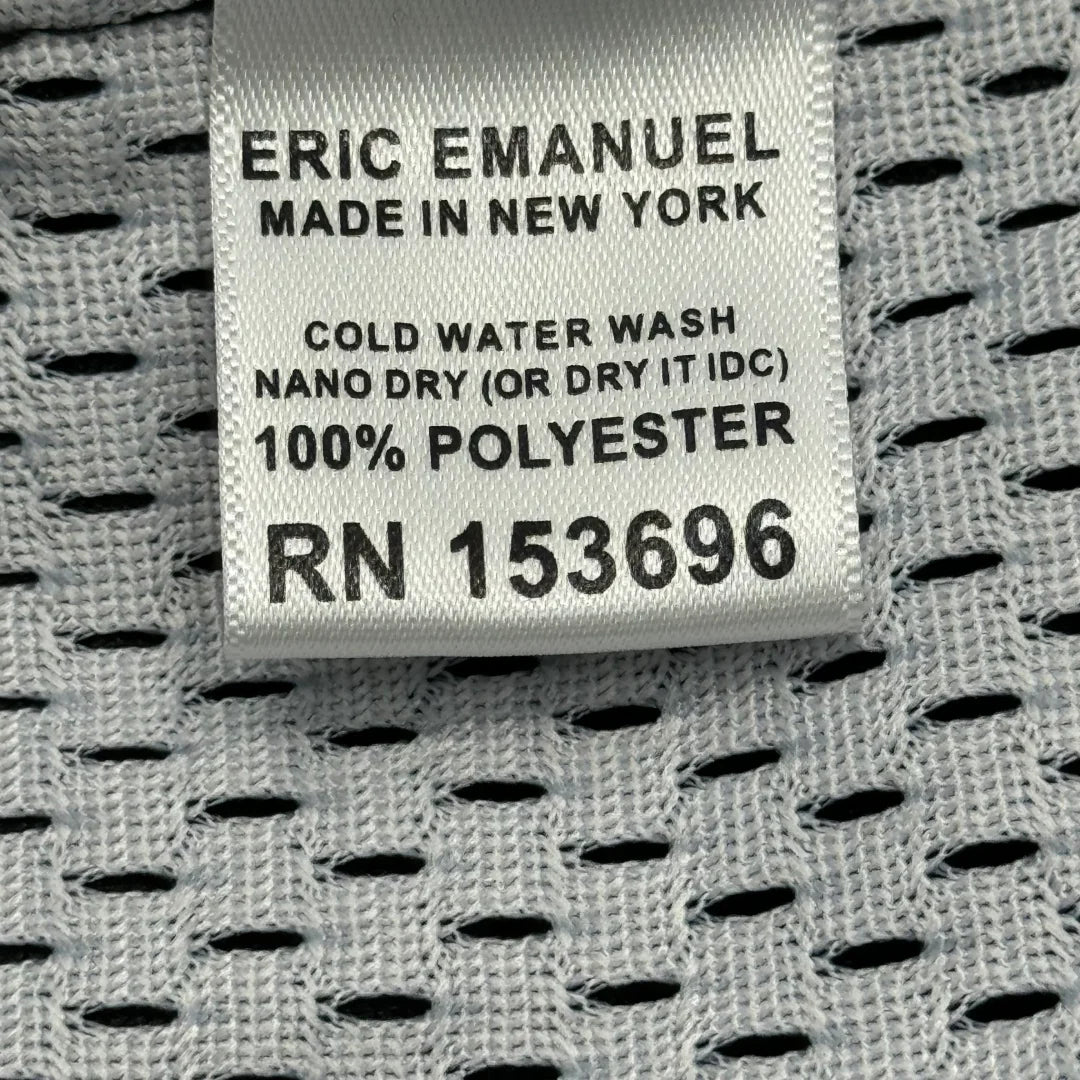 ERIC EMANUEL
MADE IN NEW YORK
COLD WATER WASH
NANO DRY (OR DRY IT IDC)
100% POLYESTER
RN 153696